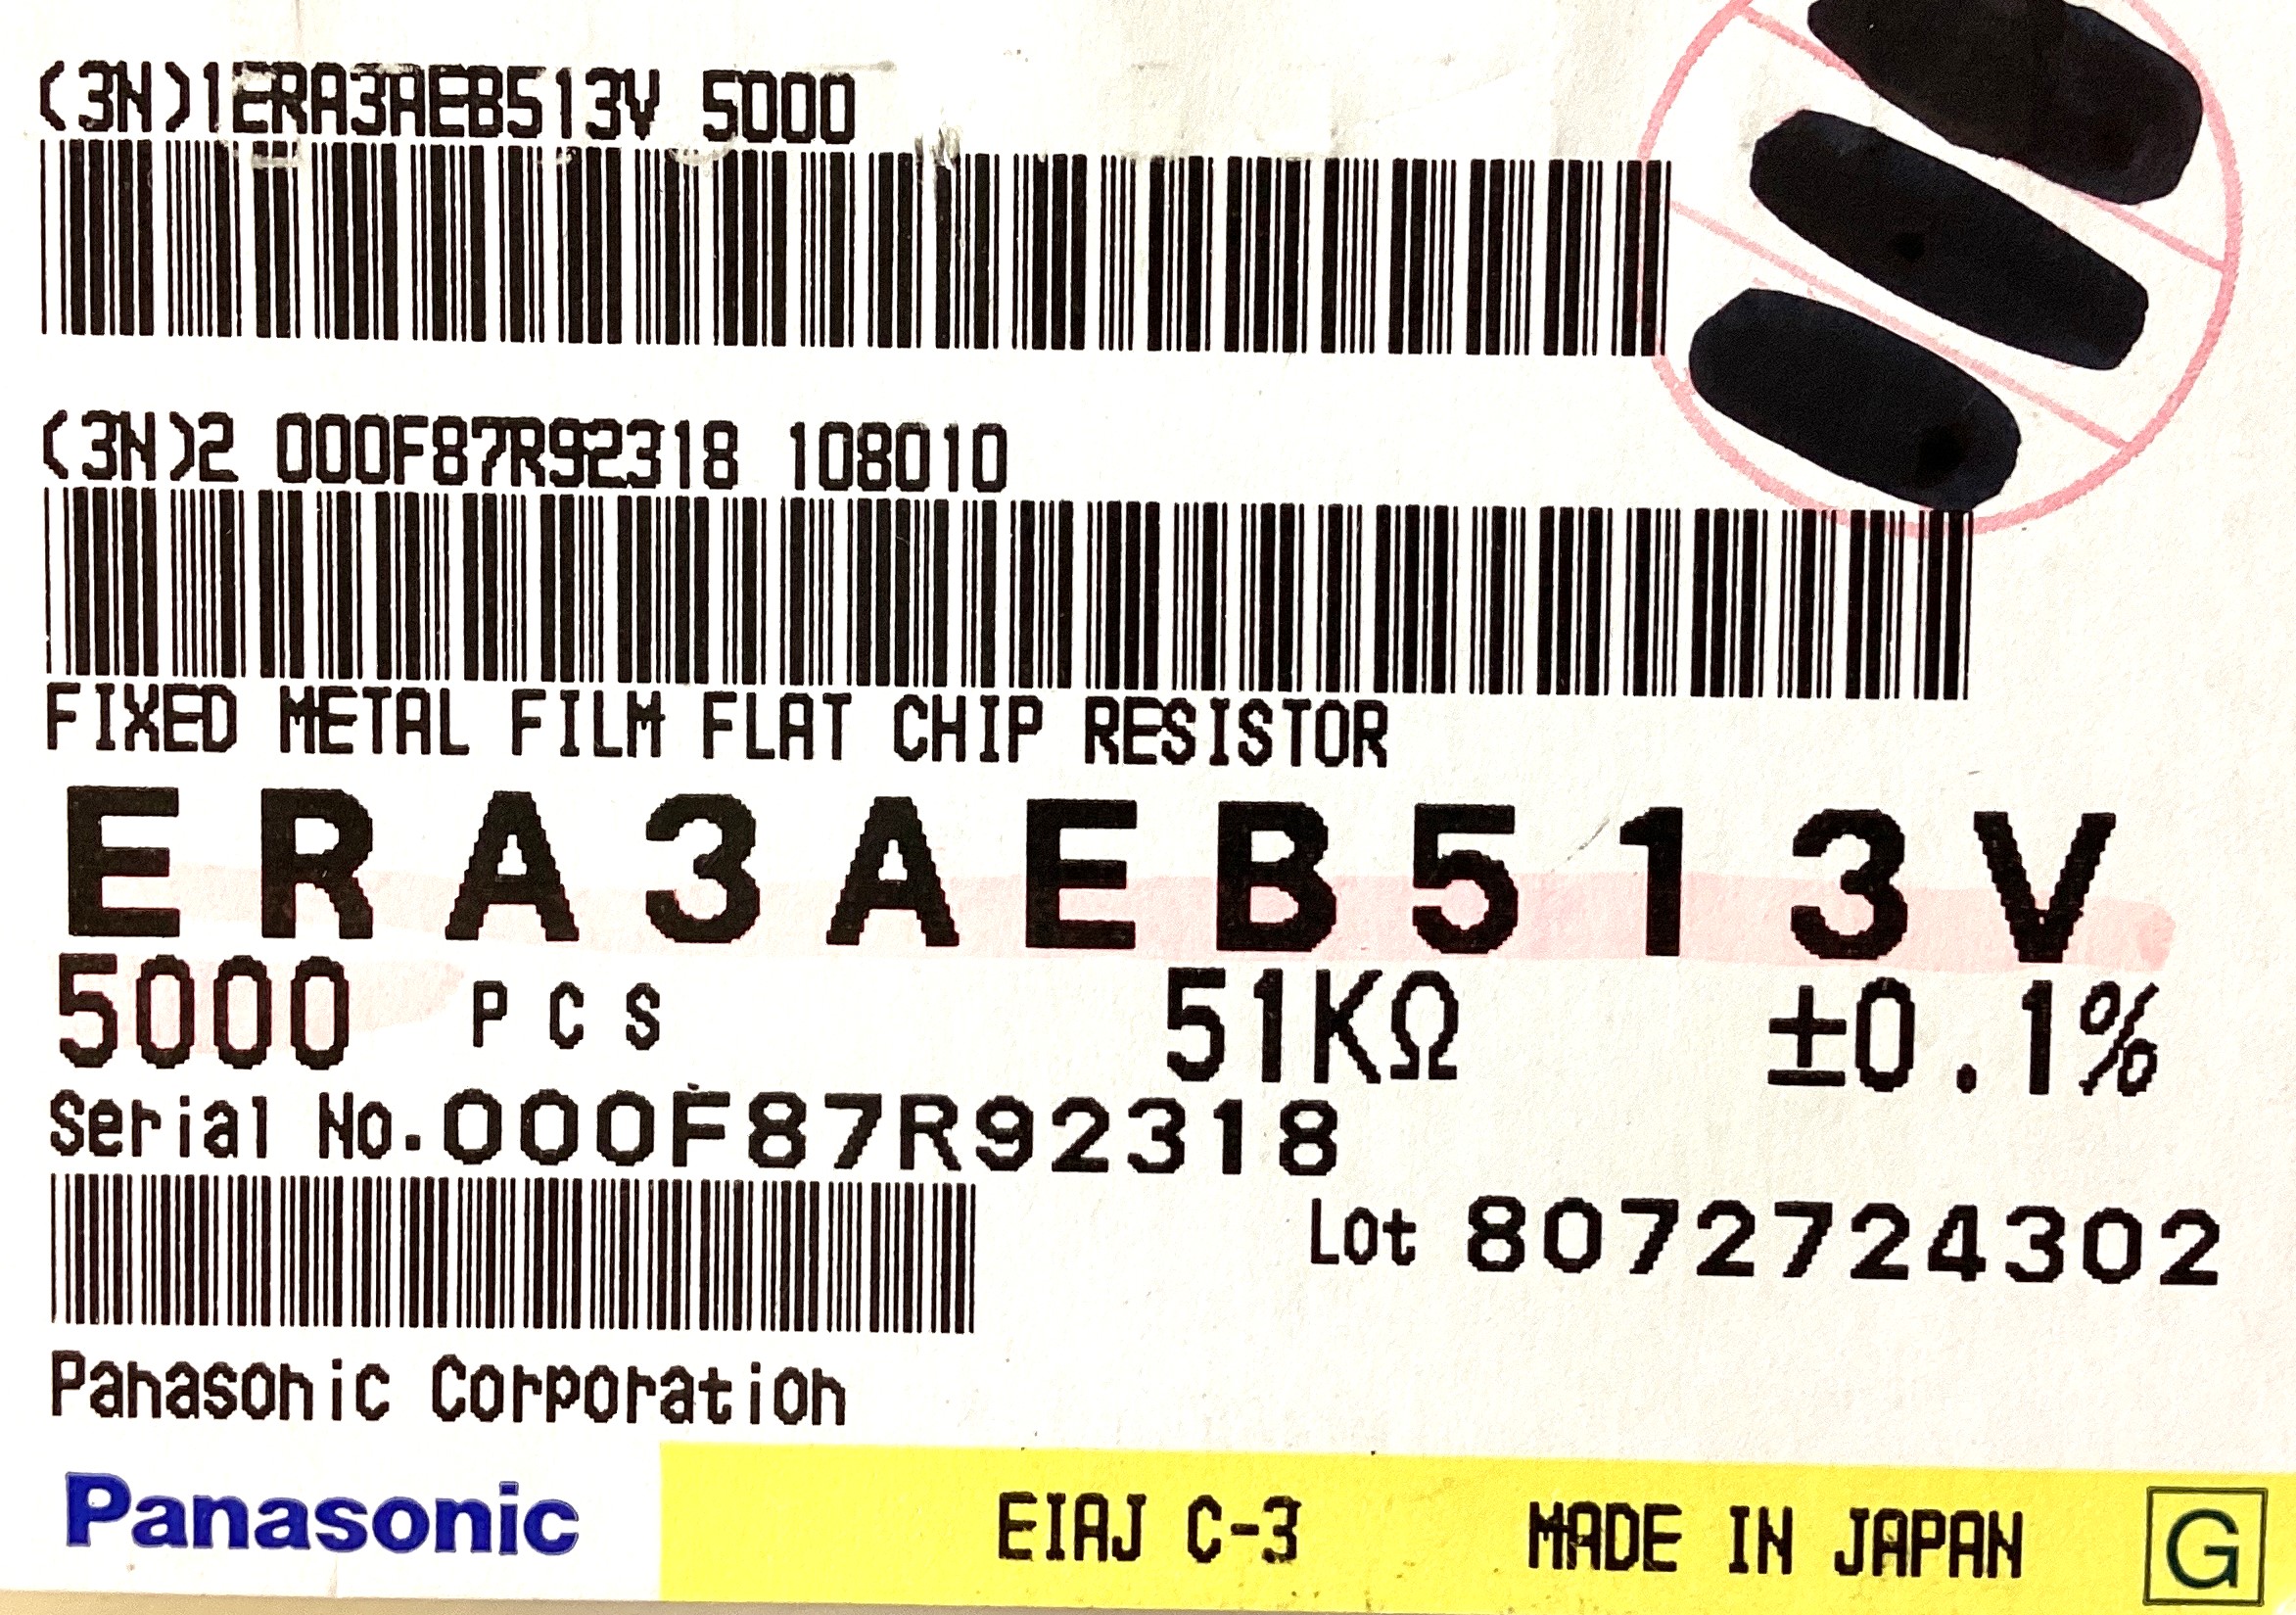 (3N)1ERA3AEB513V 5000
(3N)2 000F87R92318 108010
FIXED METAL FILM FLAT CHIP RESISTOR
ERA3AEB513V
5000 PCS 51KΩ ±0.1%
Serial No.000F87R92318
Lot 8072724302
Panasonic Corporation
Panasonic EIAJ C-3 MADE IN JAPAN G